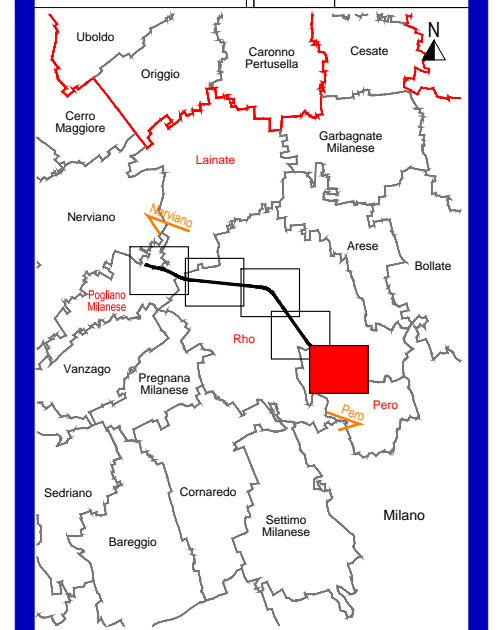 N
Uboldo
Origgio
Caronno
Pertusella
Cesate
Cerro
Maggiore
Garbagnate
Milanese
Lainate
Nerviano
Nerviano
Arese
Bollate
Pogliano
Milanese
Rho
Vanzago
Pregnana
Milanese
Pero
Pero
Sedriano
Cornaredo
Settimo
Milanese
Milano
Bareggio